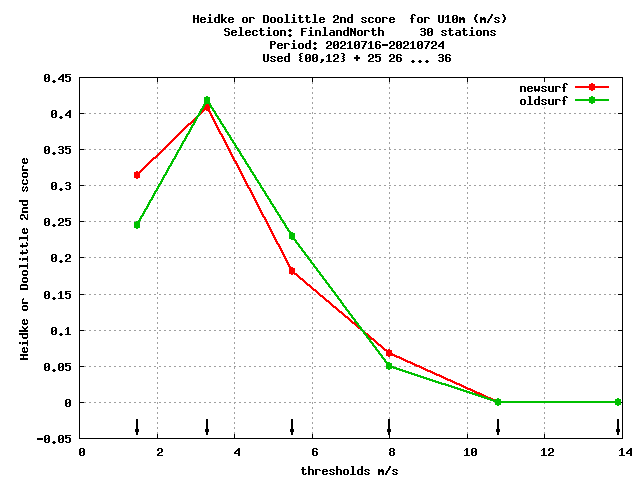 Heidke or Doolittle 2nd score  for U10m (m/s)
Selection: FinlandNorth     30 stations
Period: 20210716-20210724
Used {00,12} + 25 26 ... 36
newsurf
oldsurf
Heidke or Doolittle 2nd score
0.45
0.4
0.35
0.3
0.25
0.2
0.15
0.1
0.05
0
-0.05
0 2 4 6 8 10 12 14
thresholds m/s